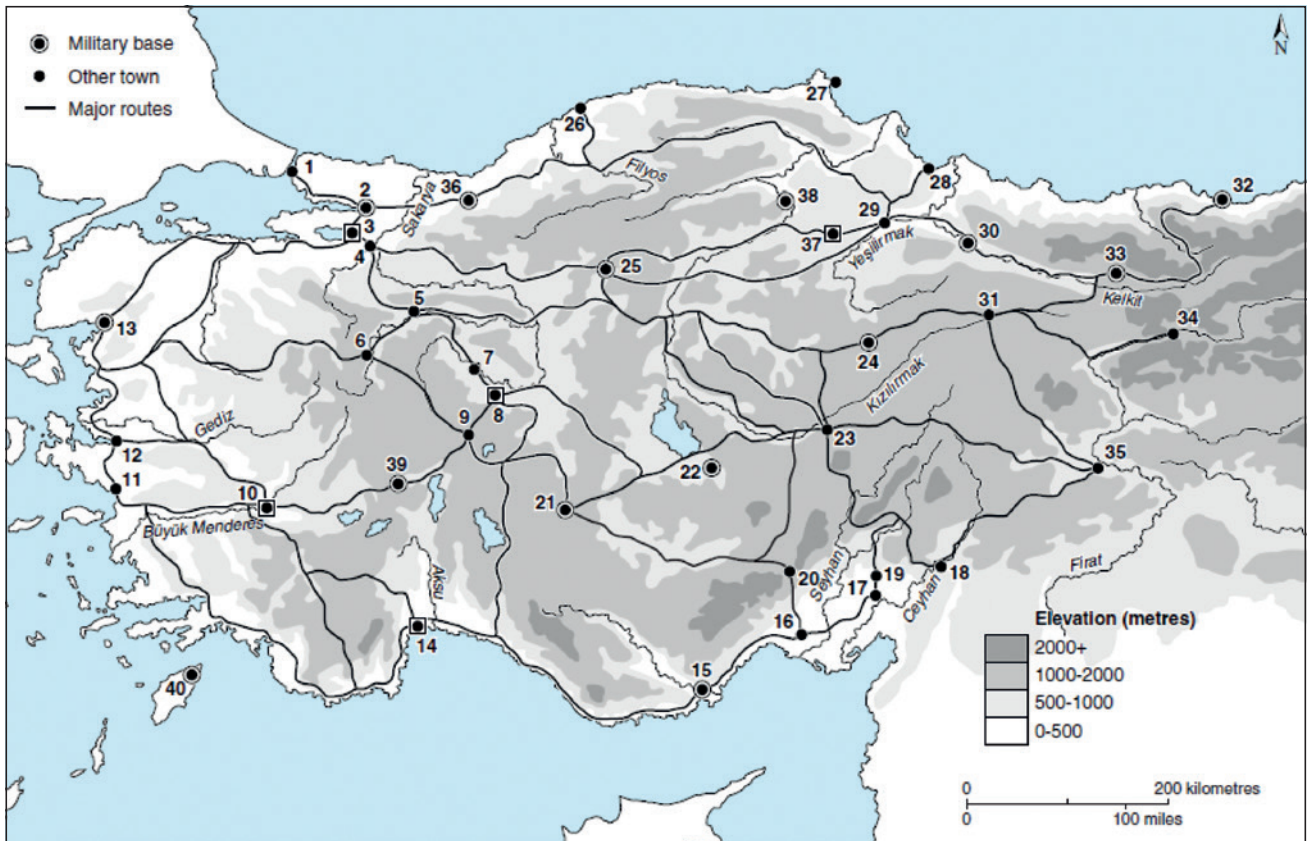 N
Military base
Other town
Major routes
27
26
1
Filyos
28
2
36
38
32
Sakarya
3
29
37
4
30
Yeşilırmak
25
33
Kelkit
5
31
13
34
6
24
7
Kızılırmak
8
Gediz
9
23
12
22
35
39
11
10
21
Büyük Menderes
Seyhan
20
19
18
Aksu
17
Ceyhan
Fırat
16
14
Elevation (metres)
2000+
1000-2000
500-1000
0-500
40
15
0 200 kilometres
0 100 miles